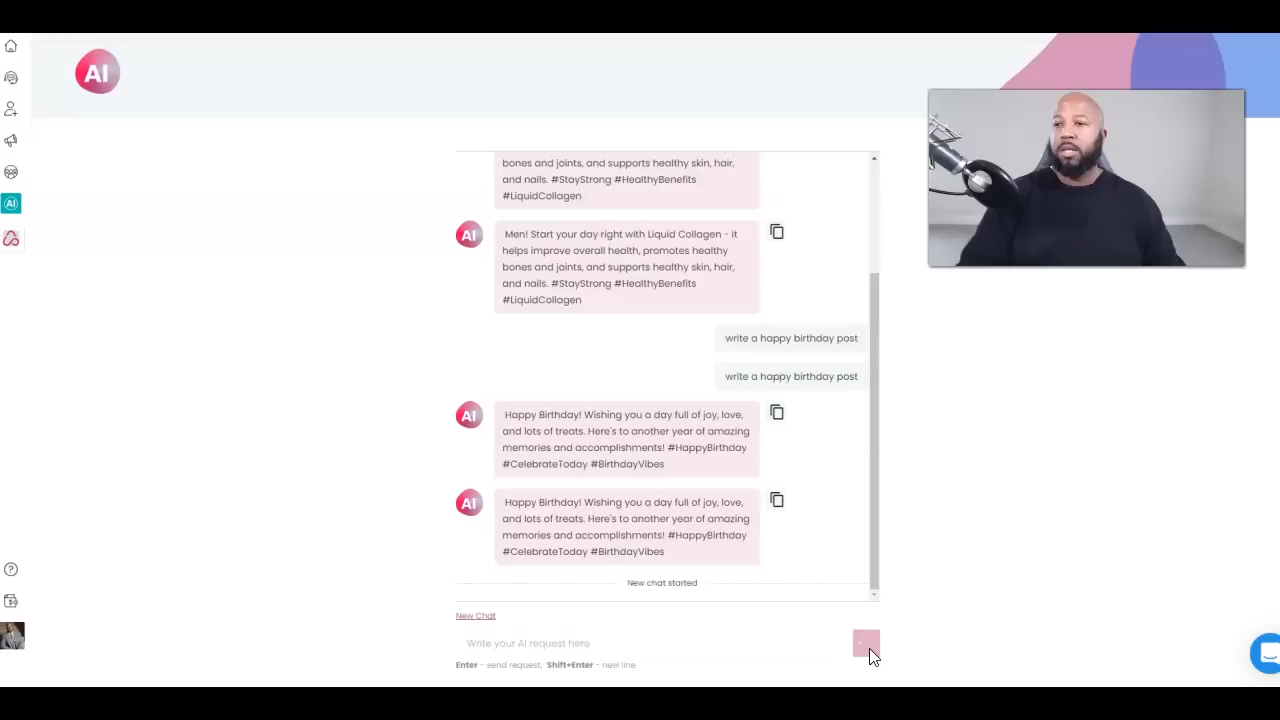 AI
AI
bones and joints, and supports healthy skin, hair,
and nails. #StayStrong #HealthyBenefits
#LiquidCollagen
AI
Men! Start your day right with Liquid Collagen - it
helps improve overall health, promotes healthy
bones and joints, and supports healthy skin, hair,
and nails. #StayStrong #HealthyBenefits
#LiquidCollagen
write a happy birthday post
write a happy birthday post
AI
Happy Birthday! Wishing you a day full of joy, love,
and lots of treats. Here's to another year of amazing
memories and accomplishments! #HappyBirthday
#CelebrateToday #BirthdayVibes
AI
Happy Birthday! Wishing you a day full of joy, love,
and lots of treats. Here's to another year of amazing
memories and accomplishments! #HappyBirthday
#CelebrateToday #BirthdayVibes
New chat started
New Chat
Write your AI request here
Enter - send request; Shift+Enter - new line